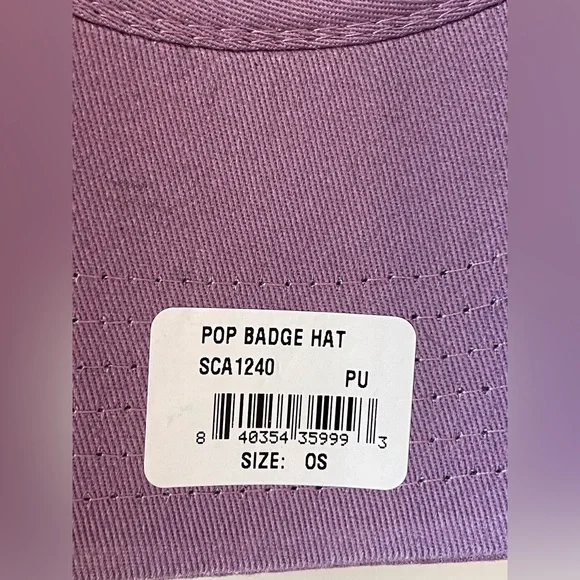 POP BADGE HAT
SCA1240
PU
8 40354 35999 3
SIZE: OS